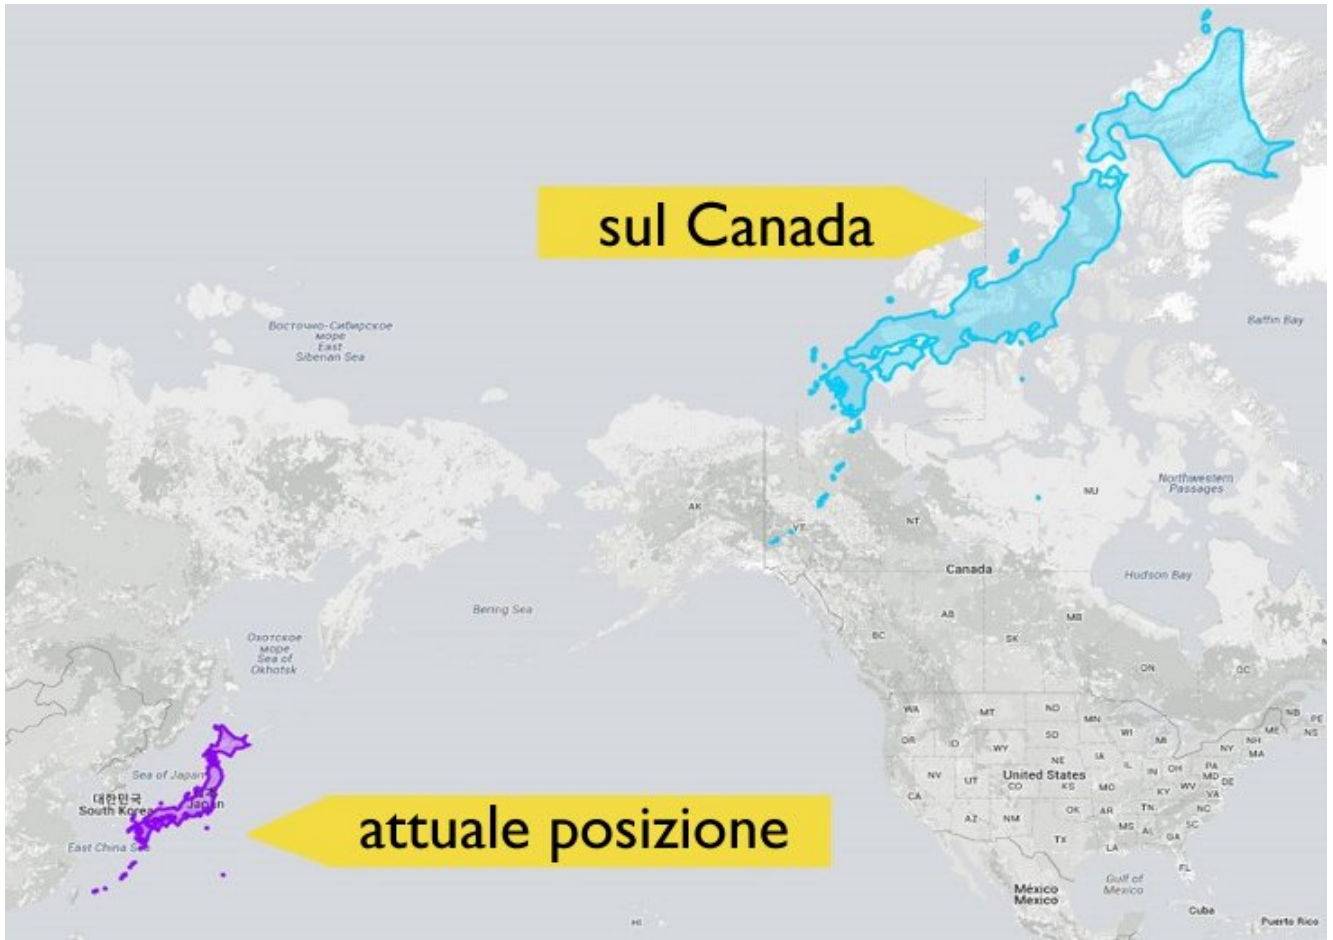 sul Canada
Восточно-Сибирское
море
East
Siberian Sea
Baffin Bay
Northwestern
Passages
NU
AK
YT
NT
Canada
Hudson Bay
Bering Sea
Охотское
море
Sea of
Okhotsk
AB
MB
BC
SK
ON
QC
WA
MT
ND
MN
NB
PE
NS
ME
OR
ID
WY
SD
WI
MI
NY
NH
MA
Sea of Japan
NV
UT
United States
CO
NE
KS
IA
MO
IL
IN
OH
PA
MD
DE
KY
WV
VA
대한민국
South Korea
Japan
CA
AZ
NM
OK
AR
TN
NC
SC
attuale posizione
TX
MS
AL
GA
LA
East China Sea
FL
Gulf of
Mexico
México
Mexico
Cuba
Puerto Rico
HI